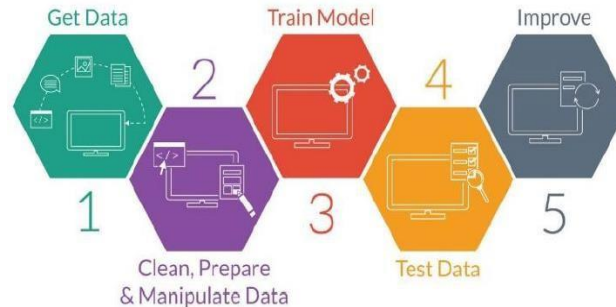 Get Data
1
2
Clean, Prepare
& Manipulate Data
Train Model
3
4
Test Data
Improve
5